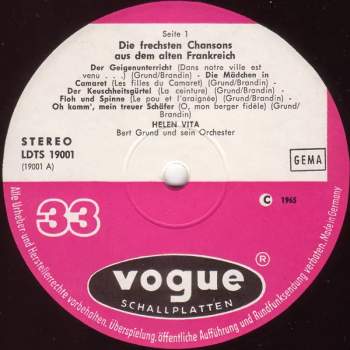 Seite 1
Die frechsten Chansons
aus dem alten Frankreich
Der Geigenunterricht (Dans notre ville est
venu . . .) (Grund/Brandin) - Die Mädchen in
Camaret (Les filles du Camaret) (Grund/Brandin) -
Der Keuschheitsgürtel (La ceinture) (Grund/Brandin) -
Floh und Spinne (Le pou et l'araignée) (Grund/Brandin) -
Oh komm', mein treuer Schäfer (O, mon berger fidèle) (Grund/
Brandin)
HELEN VITA
Bert Grund und sein Orchester
STEREO
LDTS 19001
(19001 A)
GEMA
33
C 1965
vogue ®
SCHALLPLATTEN
Alle Urheber- und Herstellerrechte vorbehalten. Überspielung, öffentliche Aufführung und Rundfunksendung verboten. Made in Germany